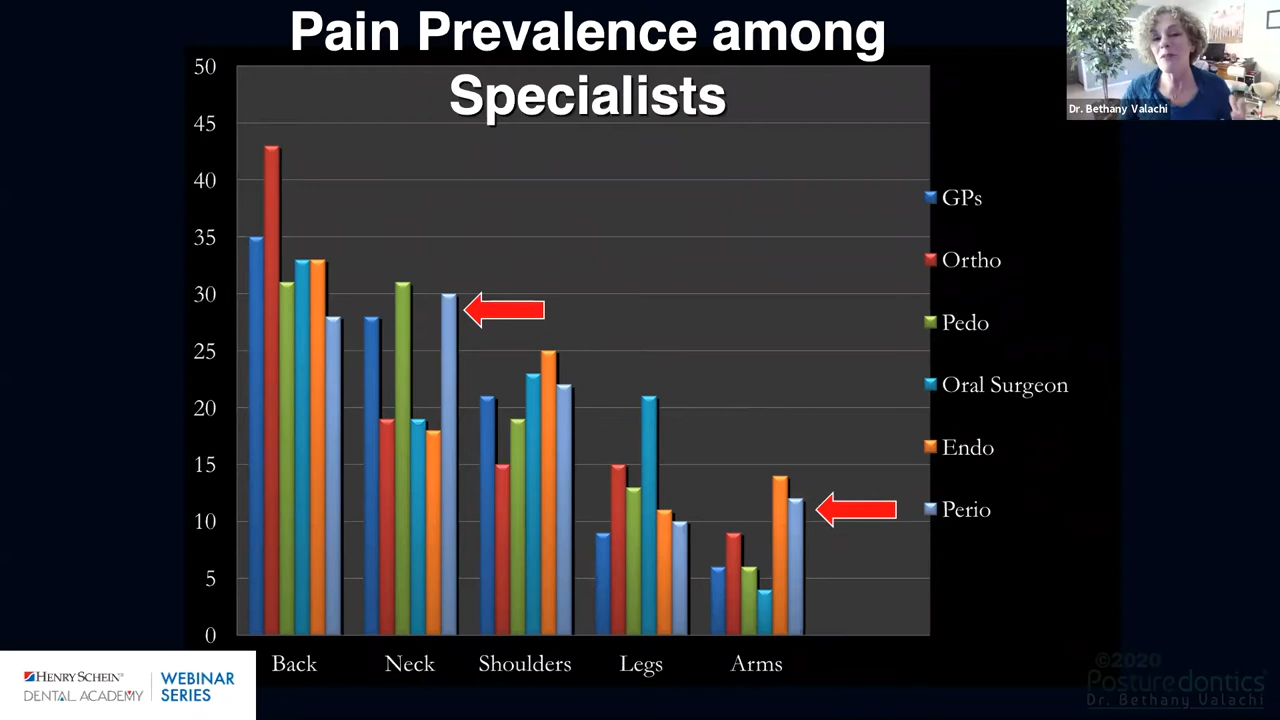 Pain Prevalence among
Specialists
Dr. Bethany Valachi
50
45
40
35
30
25
20
15
10
5
0
Back
Neck
Shoulders
Legs
Arms
GPs
Ortho
Pedo
Oral Surgeon
Endo
Perio
HENRY SCHEIN®
DENTAL ACADEMY
WEBINAR
SERIES
©2020
Posturedontics®
Dr. Bethany Valachi